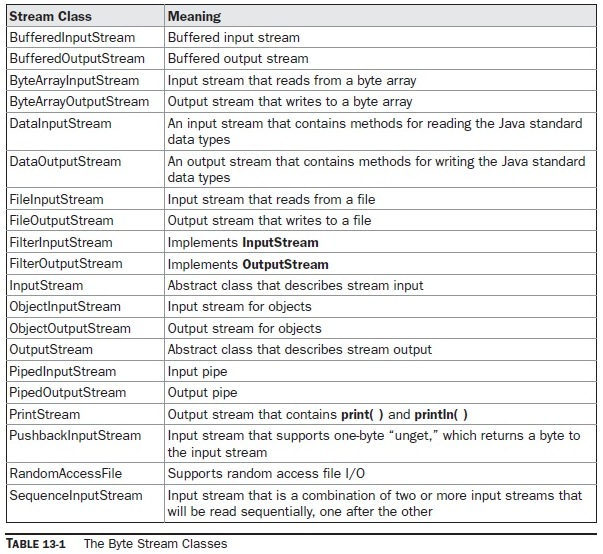 Stream Class Meaning
BufferedInputStream Buffered input stream
BufferedOutputStream Buffered output stream
ByteArrayInputStream Input stream that reads from a byte array
ByteArrayOutputStream Output stream that writes to a byte array
DataInputStream An input stream that contains methods for reading the Java standard
data types
DataOutputStream An output stream that contains methods for writing the Java standard
data types
FileInputStream Input stream that reads from a file
FileOutputStream Output stream that writes to a file
FilterInputStream Implements InputStream
FilterOutputStream Implements OutputStream
InputStream Abstract class that describes stream input
ObjectInputStream Input stream for objects
ObjectOutputStream Output stream for objects
OutputStream Abstract class that describes stream output
PipedInputStream Input pipe
PipedOutputStream Output pipe
PrintStream Output stream that contains print( ) and println( )
PushbackInputStream Input stream that supports one-byte “unget,” which returns a byte to
the input stream
RandomAccessFile Supports random access file I/O
SequenceInputStream Input stream that is a combination of two or more input streams that
will be read sequentially, one after the other
TABLE 13-1 The Byte Stream Classes